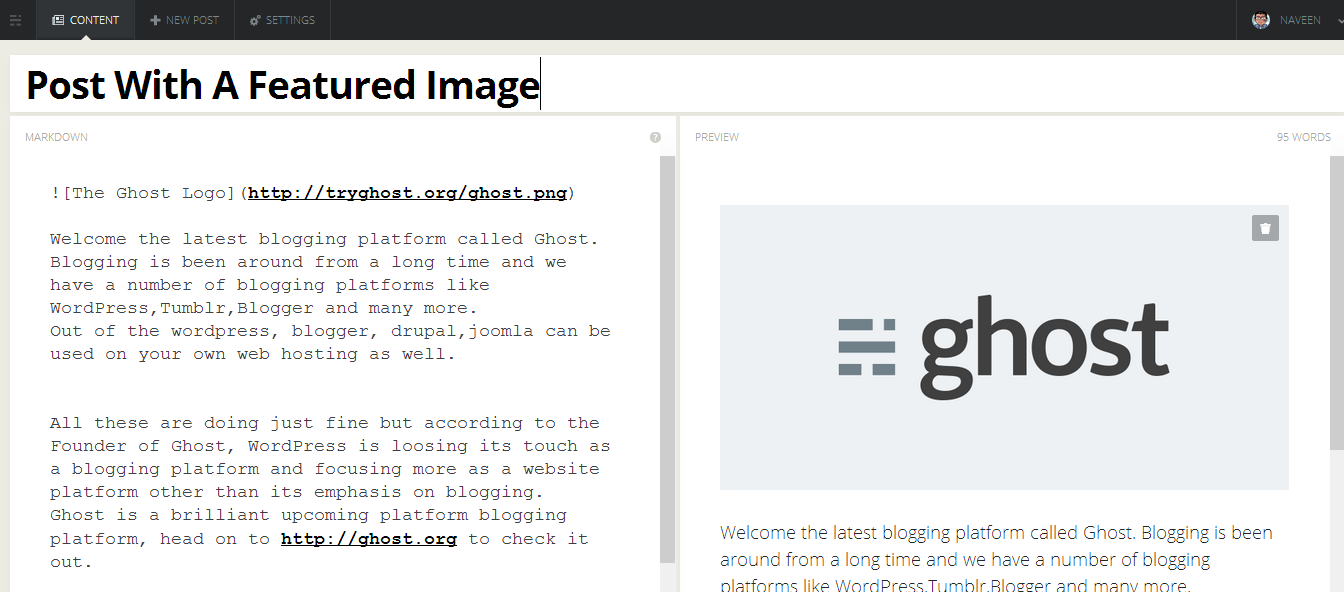 CONTENT
NEW POST
SETTINGS
NAVEEN
Post With A Featured Image
MARKDOWN
?
![The Ghost Logo](http://tryghost.org/ghost.png)
Welcome the latest blogging platform called Ghost.
Blogging is been around from a long time and we
have a number of blogging platforms like
WordPress,Tumblr,Blogger and many more.
Out of the wordpress, blogger, drupal,joomla can be
used on your own web hosting as well.
All these are doing just fine but according to the
Founder of Ghost, WordPress is loosing its touch as
a blogging platform and focusing more as a website
platform other than its emphasis on blogging.
Ghost is a brilliant upcoming platform blogging
platform, head on to http://ghost.org to check it
out.
PREVIEW
95 WORDS
ghost
Welcome the latest blogging platform called Ghost. Blogging is been
around from a long time and we have a number of blogging
platforms like WordPress,Tumblr,Blogger and many more.